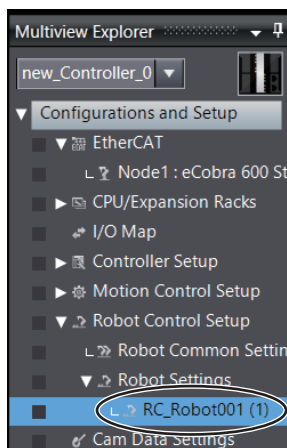 Multiview Explorer
new_Controller_0
Configurations and Setup
EtherCAT
Node1 : eCobra 600 St
CPU/Expansion Racks
I/O Map
Controller Setup
Motion Control Setup
Robot Control Setup
Robot Common Settin
Robot Settings
RC_Robot001 (1)
Cam Data Settings